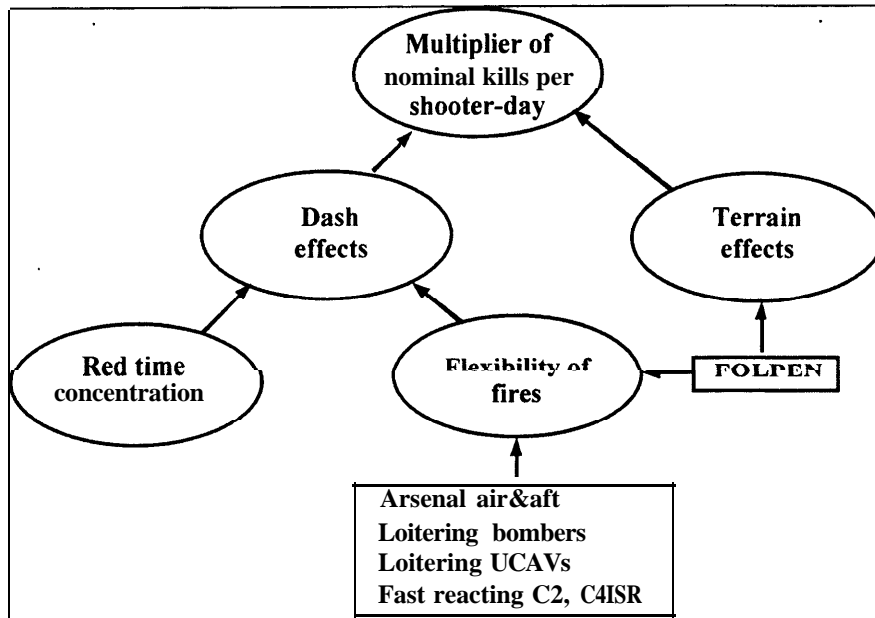 Multiplier of
nominal kills per
shooter-day
Dash
effects
Terrain
effects
Red time
concentration
Flexibility of
fires
FOLPEN
Arsenal air&aft
Loitering bombers
Loitering UCAVs
Fast reacting C2, C4ISR